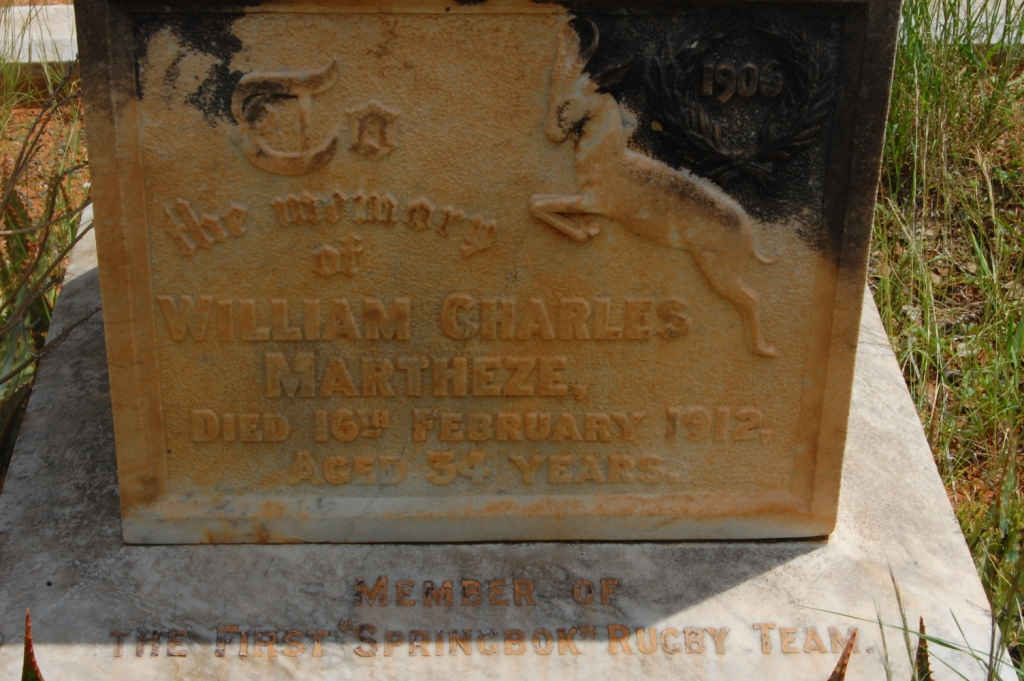 1906
To
the memory
of
WILLIAM CHARLES
MARTHEZE.
DIED 16TH FEBRUARY 1912.
AGED YEARS
MEMBER OF
THE FIRST "SPRINGBOK" RUGBY TEAM.